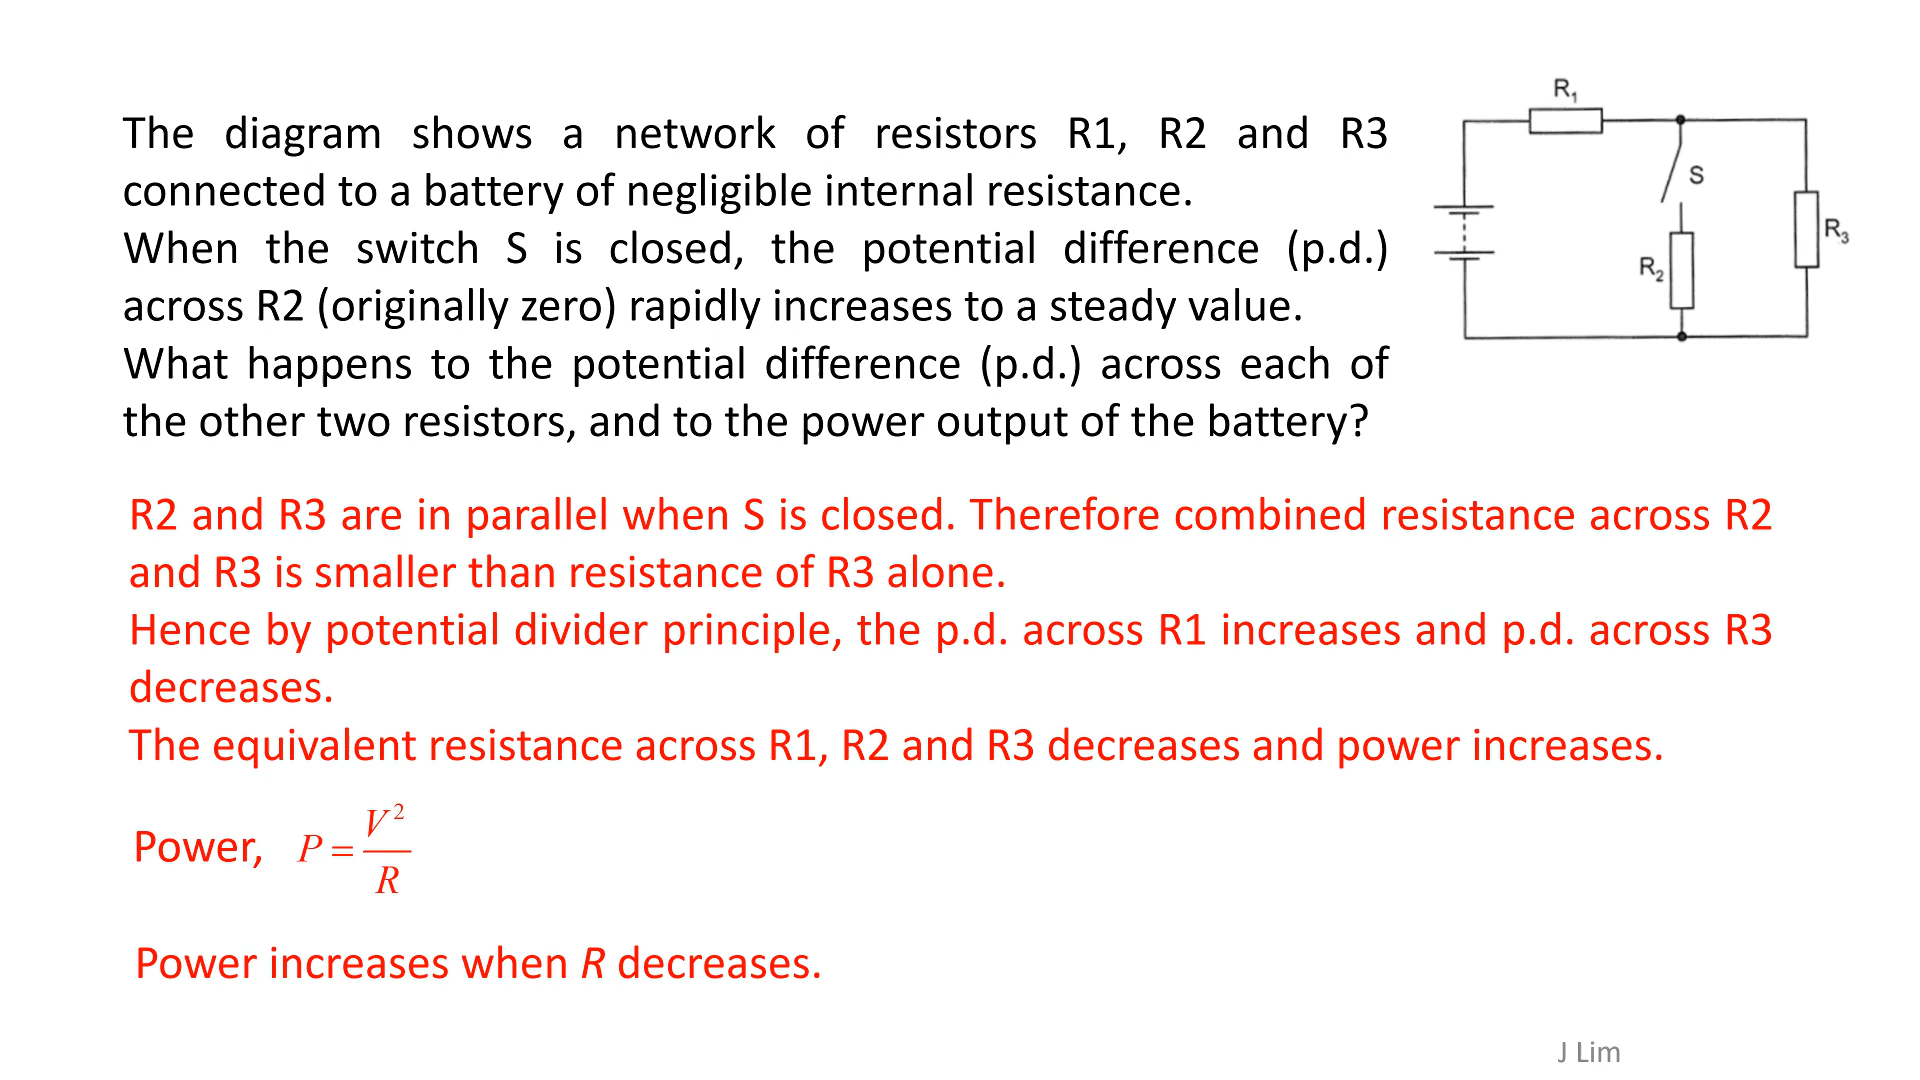 The diagram shows a network of resistors R1, R2 and R3
connected to a battery of negligible internal resistance.
When the switch S is closed, the potential difference (p.d.)
across R2 (originally zero) rapidly increases to a steady value.
What happens to the potential difference (p.d.) across each of
the other two resistors, and to the power output of the battery?
R₁
S
R₂
R₃
R2 and R3 are in parallel when S is closed. Therefore combined resistance across R2
and R3 is smaller than resistance of R3 alone.
Hence by potential divider principle, the p.d. across R1 increases and p.d. across R3
decreases.
The equivalent resistance across R1, R2 and R3 decreases and power increases.
Power, P = V² / R
Power increases when R decreases.
J Lim